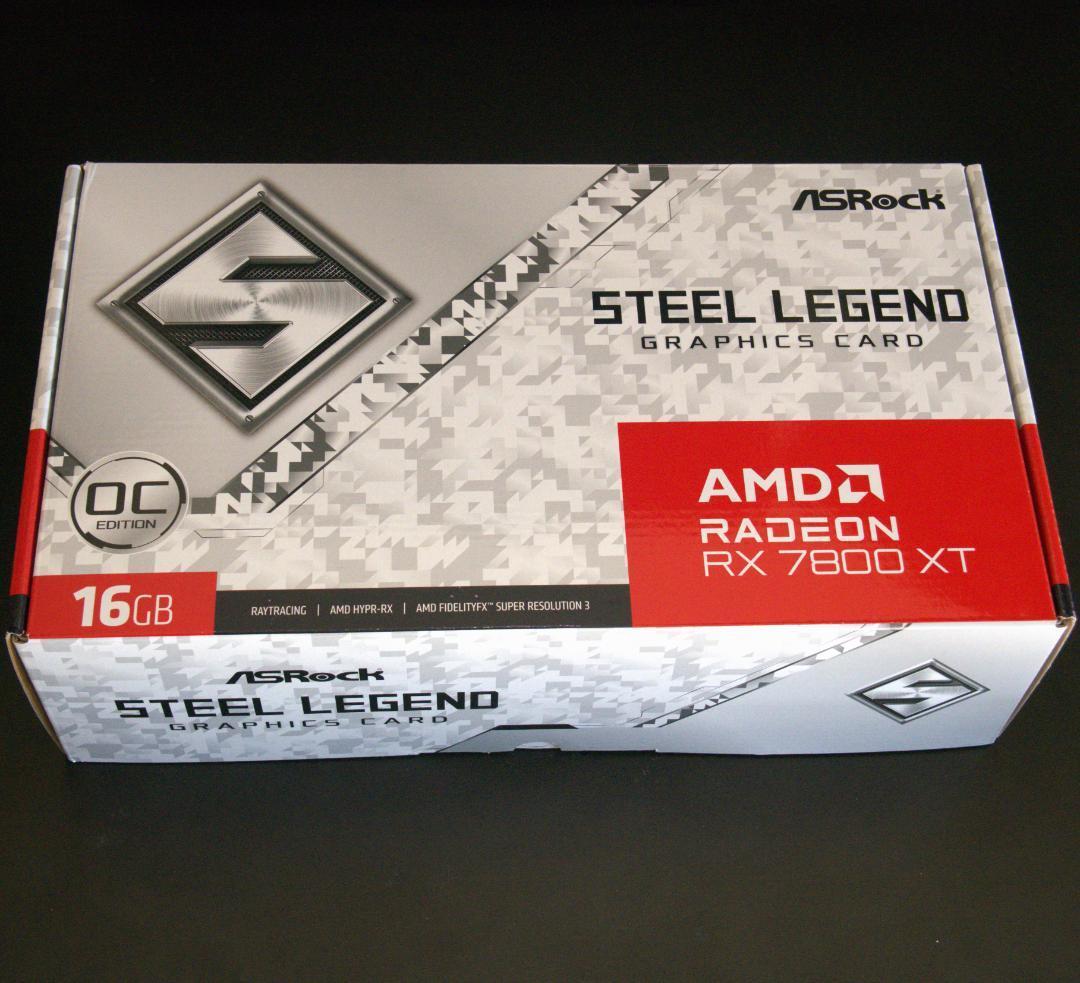 ASRock
STEEL LEGEND
GRAPHICS CARD
OC
EDITION
AMD
RADEON
RX 7800 XT
16GB
RAYTRACING | AMD HYPR-RX | AMD FIDELITYFX™ SUPER RESOLUTION 3
ASRock
STEEL LEGEND
GRAPHICS CARD